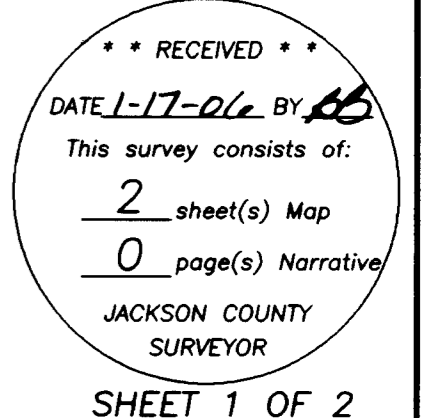 * * RECEIVED * *
DATE 1-17-06 BY
This survey consists of:
2 sheet(s) Map
0 page(s) Narrative
JACKSON COUNTY
SURVEYOR
SHEET 1 OF 2